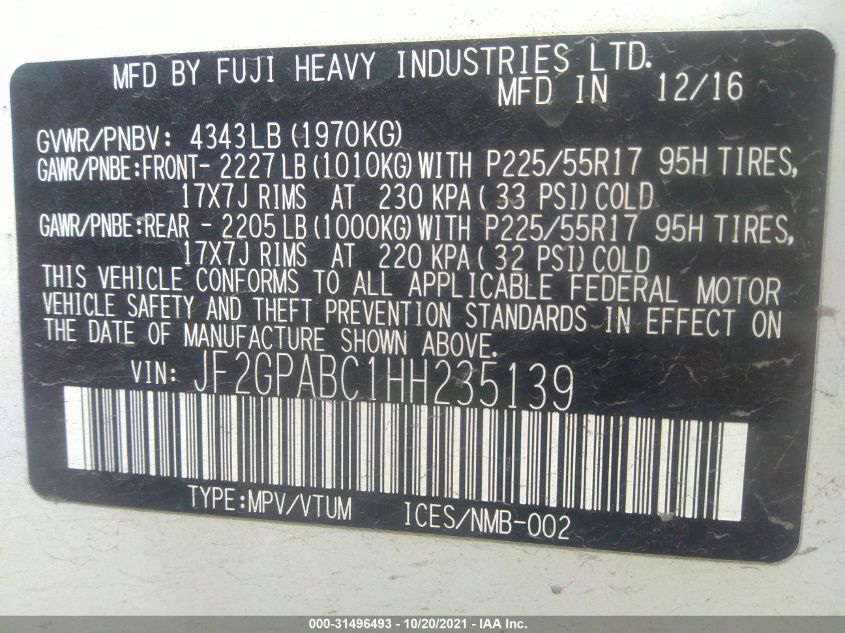 MFD BY FUJI HEAVY INDUSTRIES LTD.
MFD IN 12/16
GVWR/PNBV: 4343LB (1970KG)
GAWR/PNBE:FRONT- 2227LB(1010KG)WITH P225/55R17 95H TIRES,
17X7J RIMS AT 230 KPA( 33 PSI)COLD
GAWR/PNBE:REAR - 2205LB(1000KG)WITH P225/55R17 95H TIRES,
17X7J RIMS AT 220 KPA( 32 PSI)COLD
THIS VEHICLE CONFORMS TO ALL APPLICABLE FEDERAL MOTOR
VEHICLE SAFETY AND THEFT PREVENTION STANDARDS IN EFFECT ON
THE DATE OF MANUFACTURE SHOWN ABOVE.
VIN: JF2GPABC1HH235139
TYPE:MPV/VTUM ICES/NMB-002
000-31496493 - 10/20/2021 - IAA Inc.